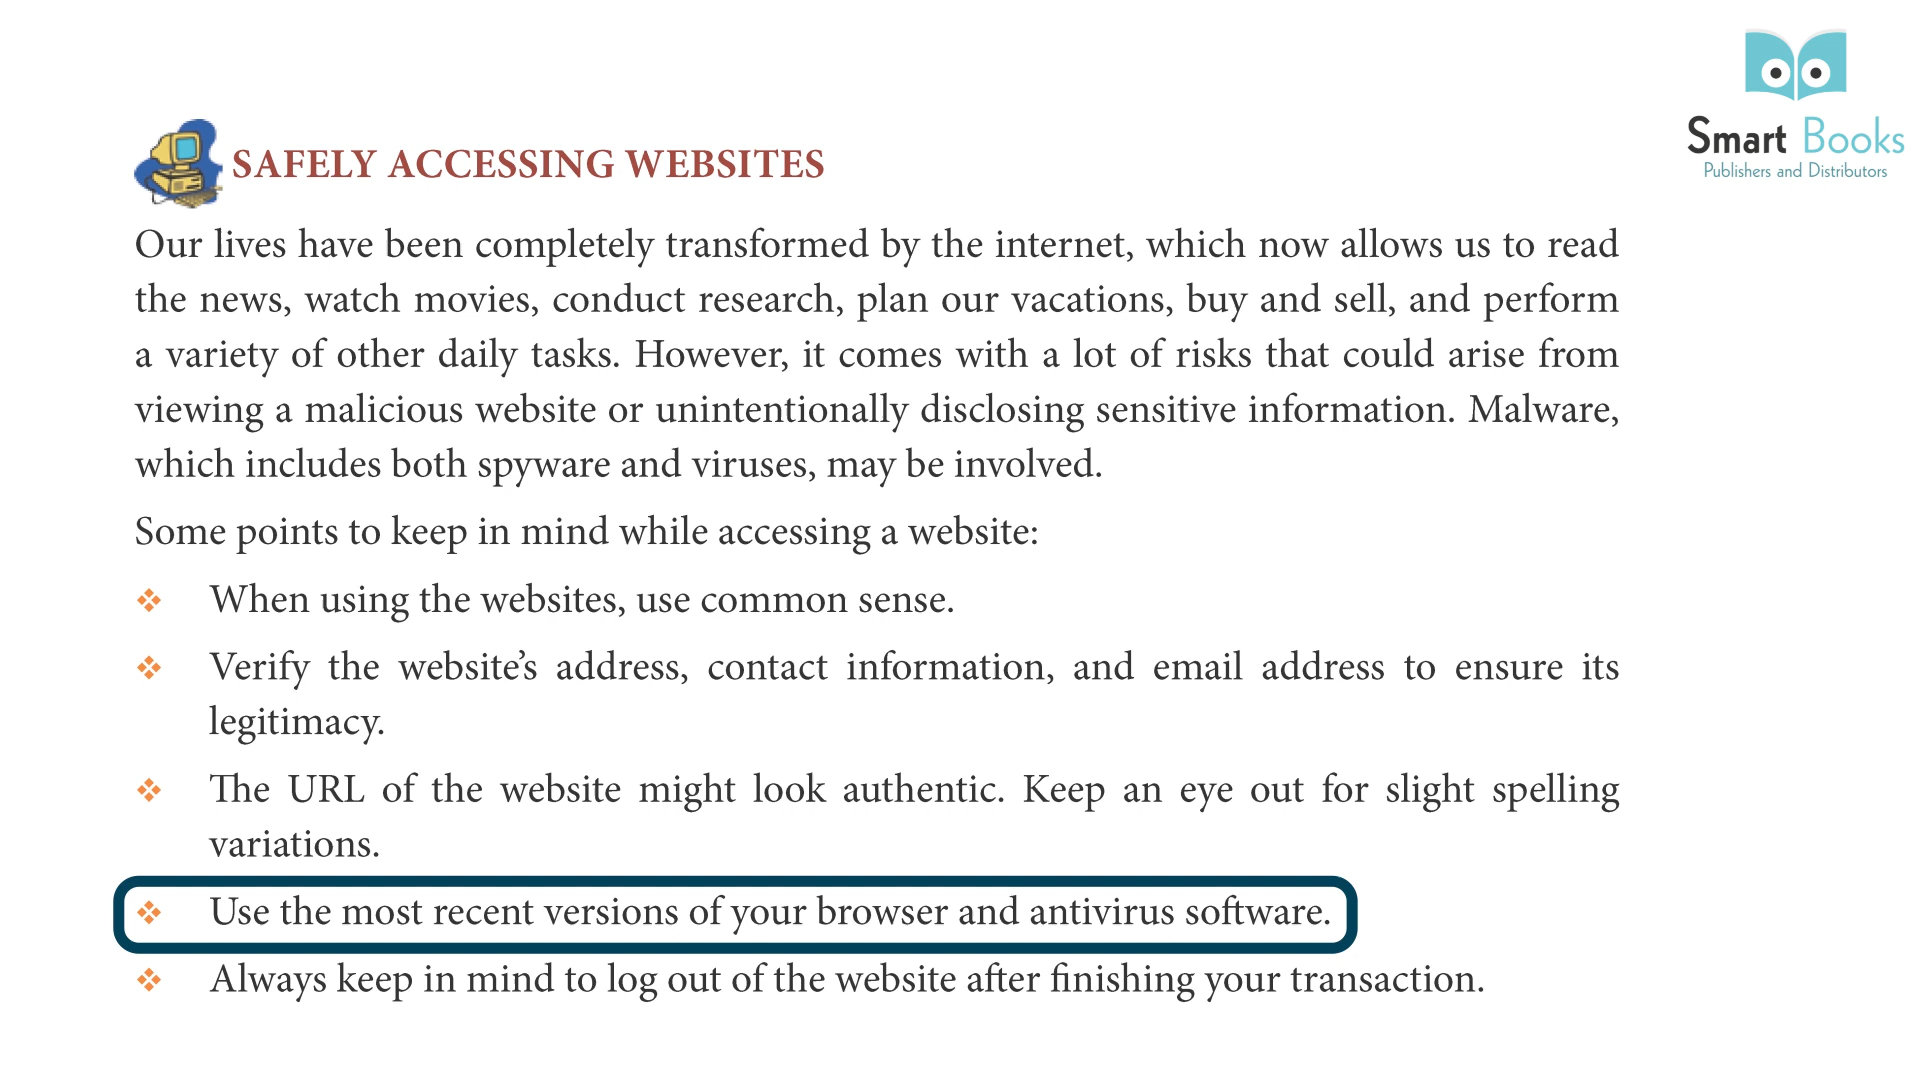 Smart Books
Publishers and Distributors
SAFELY ACCESSING WEBSITES
Our lives have been completely transformed by the internet, which now allows us to read
the news, watch movies, conduct research, plan our vacations, buy and sell, and perform
a variety of other daily tasks. However, it comes with a lot of risks that could arise from
viewing a malicious website or unintentionally disclosing sensitive information. Malware,
which includes both spyware and viruses, may be involved.
Some points to keep in mind while accessing a website:
❖ When using the websites, use common sense.
❖ Verify the website’s address, contact information, and email address to ensure its
legitimacy.
❖ The URL of the website might look authentic. Keep an eye out for slight spelling
variations.
❖ Use the most recent versions of your browser and antivirus software.
❖ Always keep in mind to log out of the website after finishing your transaction.